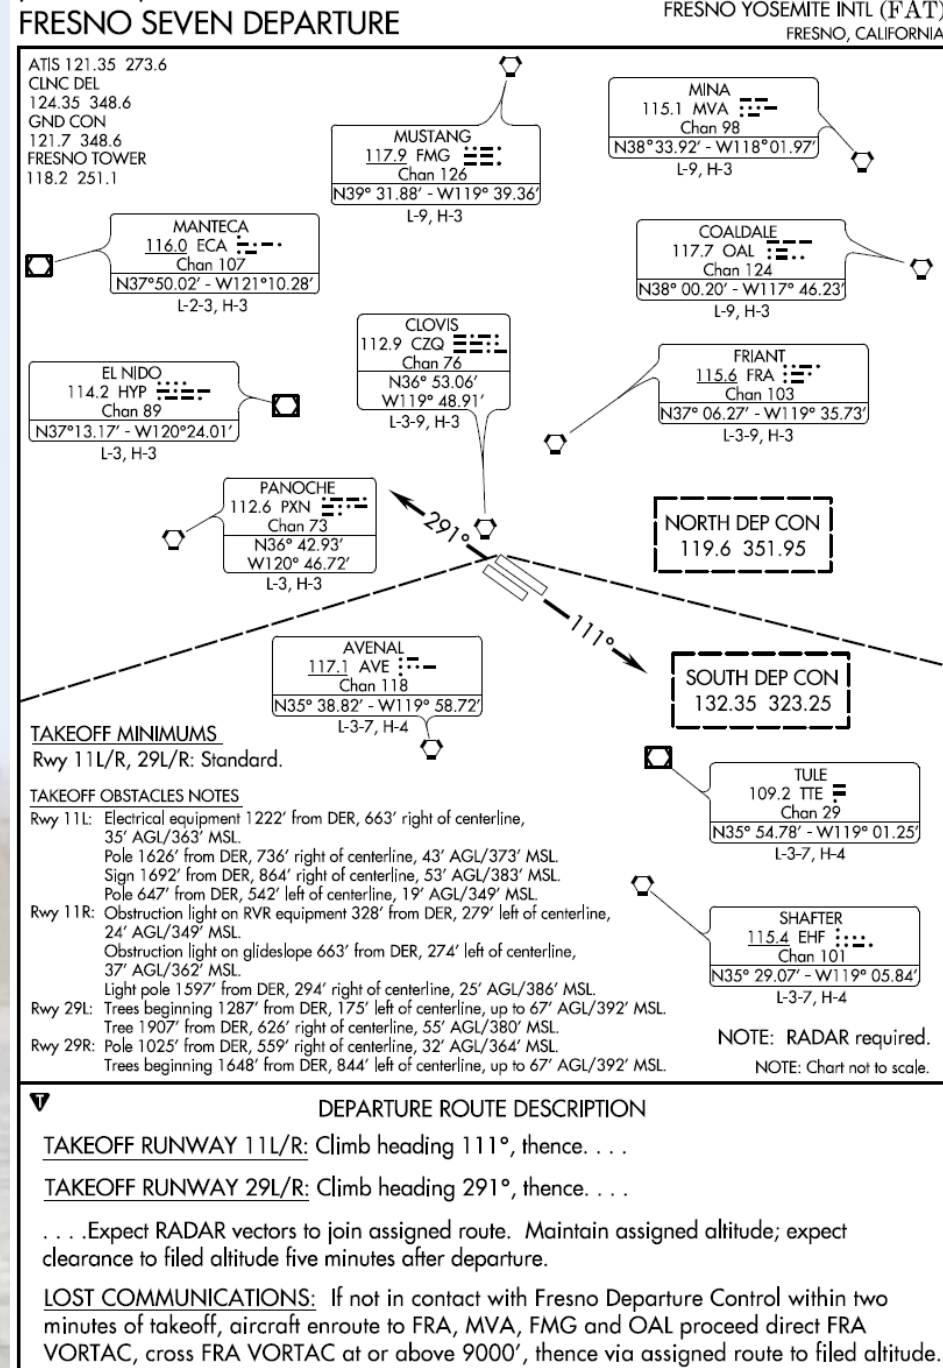 FRESNO SEVEN DEPARTURE
FRESNO YOSEMITE INTL (FAT)
FRESNO, CALIFORNIA
ATIS 121.35 273.6
CLNC DEL
124.35 348.6
GND CON
121.7 348.6
FRESNO TOWER
118.2 251.1
MUSTANG
117.9 FMG
Chan 126
N39° 31.88′ - W119° 39.36′
L-9, H-3
MINA
115.1 MVA
Chan 98
N38°33.92′ - W118°01.97′
L-9, H-3
MANTECA
116.0 ECA
Chan 107
N37°50.02′ - W121°10.28′
L-2-3, H-3
COALDALE
117.7 OAL
Chan 124
N38° 00.20′ - W117° 46.23′
L-9, H-3
CLOVIS
112.9 CZQ
Chan 76
N36° 53.06′
W119° 48.91′
L-3-9, H-3
FRIANT
115.6 FRA
Chan 103
N37° 06.27′ - W119° 35.73′
L-3-9, H-3
EL NIDO
114.2 HYP
Chan 89
N37°13.17′ - W120°24.01′
L-3, H-3
PANOCHE
112.6 PXN
Chan 73
N36° 42.93′
W120° 46.72′
L-3, H-3
291°
NORTH DEP CON
119.6 351.95
111°
SOUTH DEP CON
132.35 323.25
AVENAL
117.1 AVE
Chan 118
N35° 38.82′ - W119° 58.72′
L-3-7, H-4
TULE
109.2 TTE
Chan 29
N35° 54.78′ - W119° 01.25′
L-3-7, H-4
SHAFTER
115.4 EHF
Chan 101
N35° 29.07′ - W119° 05.84′
L-3-7, H-4
NOTE: RADAR required.
NOTE: Chart not to scale.
TAKEOFF MINIMUMS
Rwy 11L/R, 29L/R: Standard.
TAKEOFF OBSTACLES NOTES
Rwy 11L: Electrical equipment 1222′ from DER, 663′ right of centerline,
35′ AGL/363′ MSL.
Pole 1626′ from DER, 736′ right of centerline, 43′ AGL/373′ MSL.
Sign 1692′ from DER, 864′ right of centerline, 53′ AGL/383′ MSL.
Pole 647′ from DER, 542′ left of centerline, 19′ AGL/349′ MSL.
Rwy 11R: Obstruction light on RVR equipment 328′ from DER, 279′ left of centerline,
24′ AGL/349′ MSL.
Obstruction light on glideslope 663′ from DER, 274′ left of centerline,
37′ AGL/362′ MSL.
Light pole 1597′ from DER, 294′ right of centerline, 25′ AGL/386′ MSL.
Rwy 29L: Trees beginning 1287′ from DER, 175′ left of centerline, up to 67′ AGL/392′ MSL.
Tree 1907′ from DER, 626′ right of centerline, 55′ AGL/380′ MSL.
Rwy 29R: Pole 1025′ from DER, 559′ right of centerline, 32′ AGL/364′ MSL.
Trees beginning 1648′ from DER, 844′ left of centerline, up to 67′ AGL/392′ MSL.
T
DEPARTURE ROUTE DESCRIPTION
TAKEOFF RUNWAY 11L/R: Climb heading 111°, thence. . . .
TAKEOFF RUNWAY 29L/R: Climb heading 291°, thence. . . .
. . . .Expect RADAR vectors to join assigned route. Maintain assigned altitude; expect
clearance to filed altitude five minutes after departure.
LOST COMMUNICATIONS: If not in contact with Fresno Departure Control within two
minutes of takeoff, aircraft enroute to FRA, MVA, FMG and OAL proceed direct FRA
VORTAC, cross FRA VORTAC at or above 9000′, thence via assigned route to filed altitude.